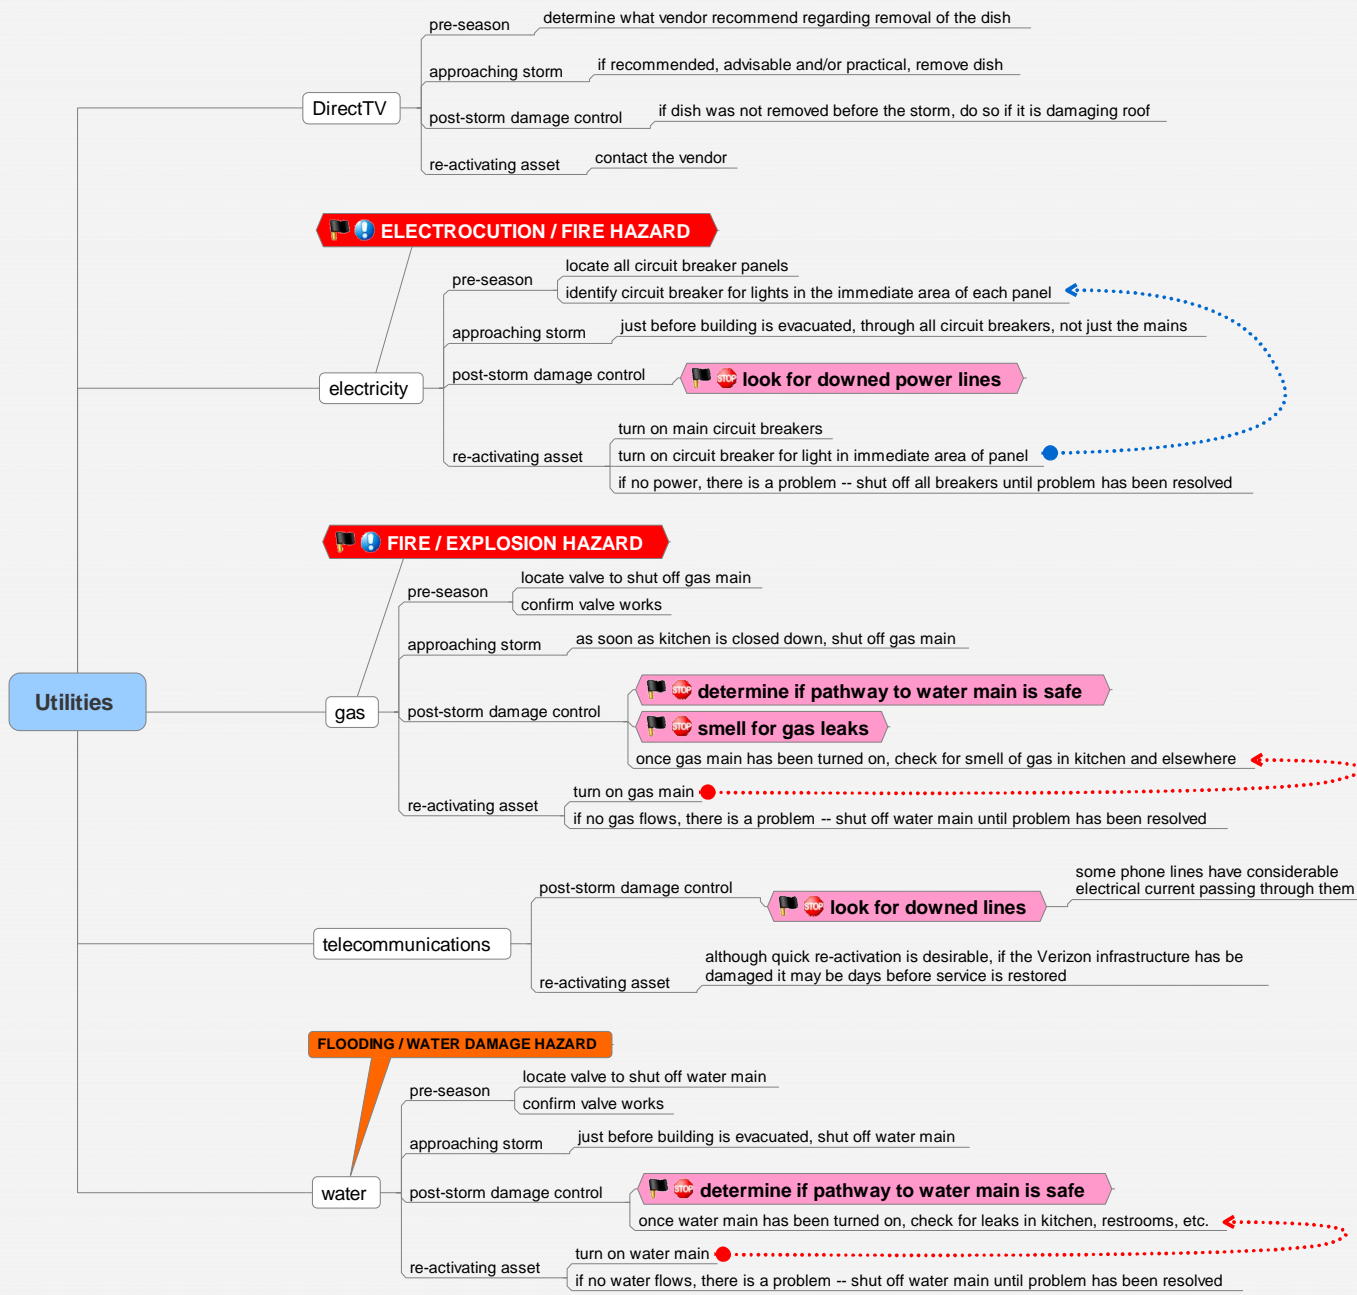 Utilities
DirectTV
pre-season
determine what vendor recommend regarding removal of the dish
approaching storm
if recommended, advisable and/or practical, remove dish
post-storm damage control
if dish was not removed before the storm, do so if it is damaging roof
re-activating asset
contact the vendor
ELECTROCUTION / FIRE HAZARD
electricity
pre-season
locate all circuit breaker panels
identify circuit breaker for lights in the immediate area of each panel
approaching storm
just before building is evacuated, through all circuit breakers, not just the mains
post-storm damage control
STOP
look for downed power lines
re-activating asset
turn on main circuit breakers
turn on circuit breaker for light in immediate area of panel
if no power, there is a problem -- shut off all breakers until problem has been resolved
FIRE / EXPLOSION HAZARD
gas
pre-season
locate valve to shut off gas main
confirm valve works
approaching storm
as soon as kitchen is closed down, shut off gas main
post-storm damage control
STOP
determine if pathway to water main is safe
STOP
smell for gas leaks
once gas main has been turned on, check for smell of gas in kitchen and elsewhere
re-activating asset
turn on gas main
if no gas flows, there is a problem -- shut off water main until problem has been resolved
telecommunications
post-storm damage control
STOP
look for downed lines
some phone lines have considerable
electrical current passing through them
re-activating asset
although quick re-activation is desirable, if the Verizon infrastructure has be
damaged it may be days before service is restored
FLOODING / WATER DAMAGE HAZARD
water
pre-season
locate valve to shut off water main
confirm valve works
approaching storm
just before building is evacuated, shut off water main
post-storm damage control
STOP
determine if pathway to water main is safe
once water main has been turned on, check for leaks in kitchen, restrooms, etc.
re-activating asset
turn on water main
if no water flows, there is a problem -- shut off water main until problem has been resolved